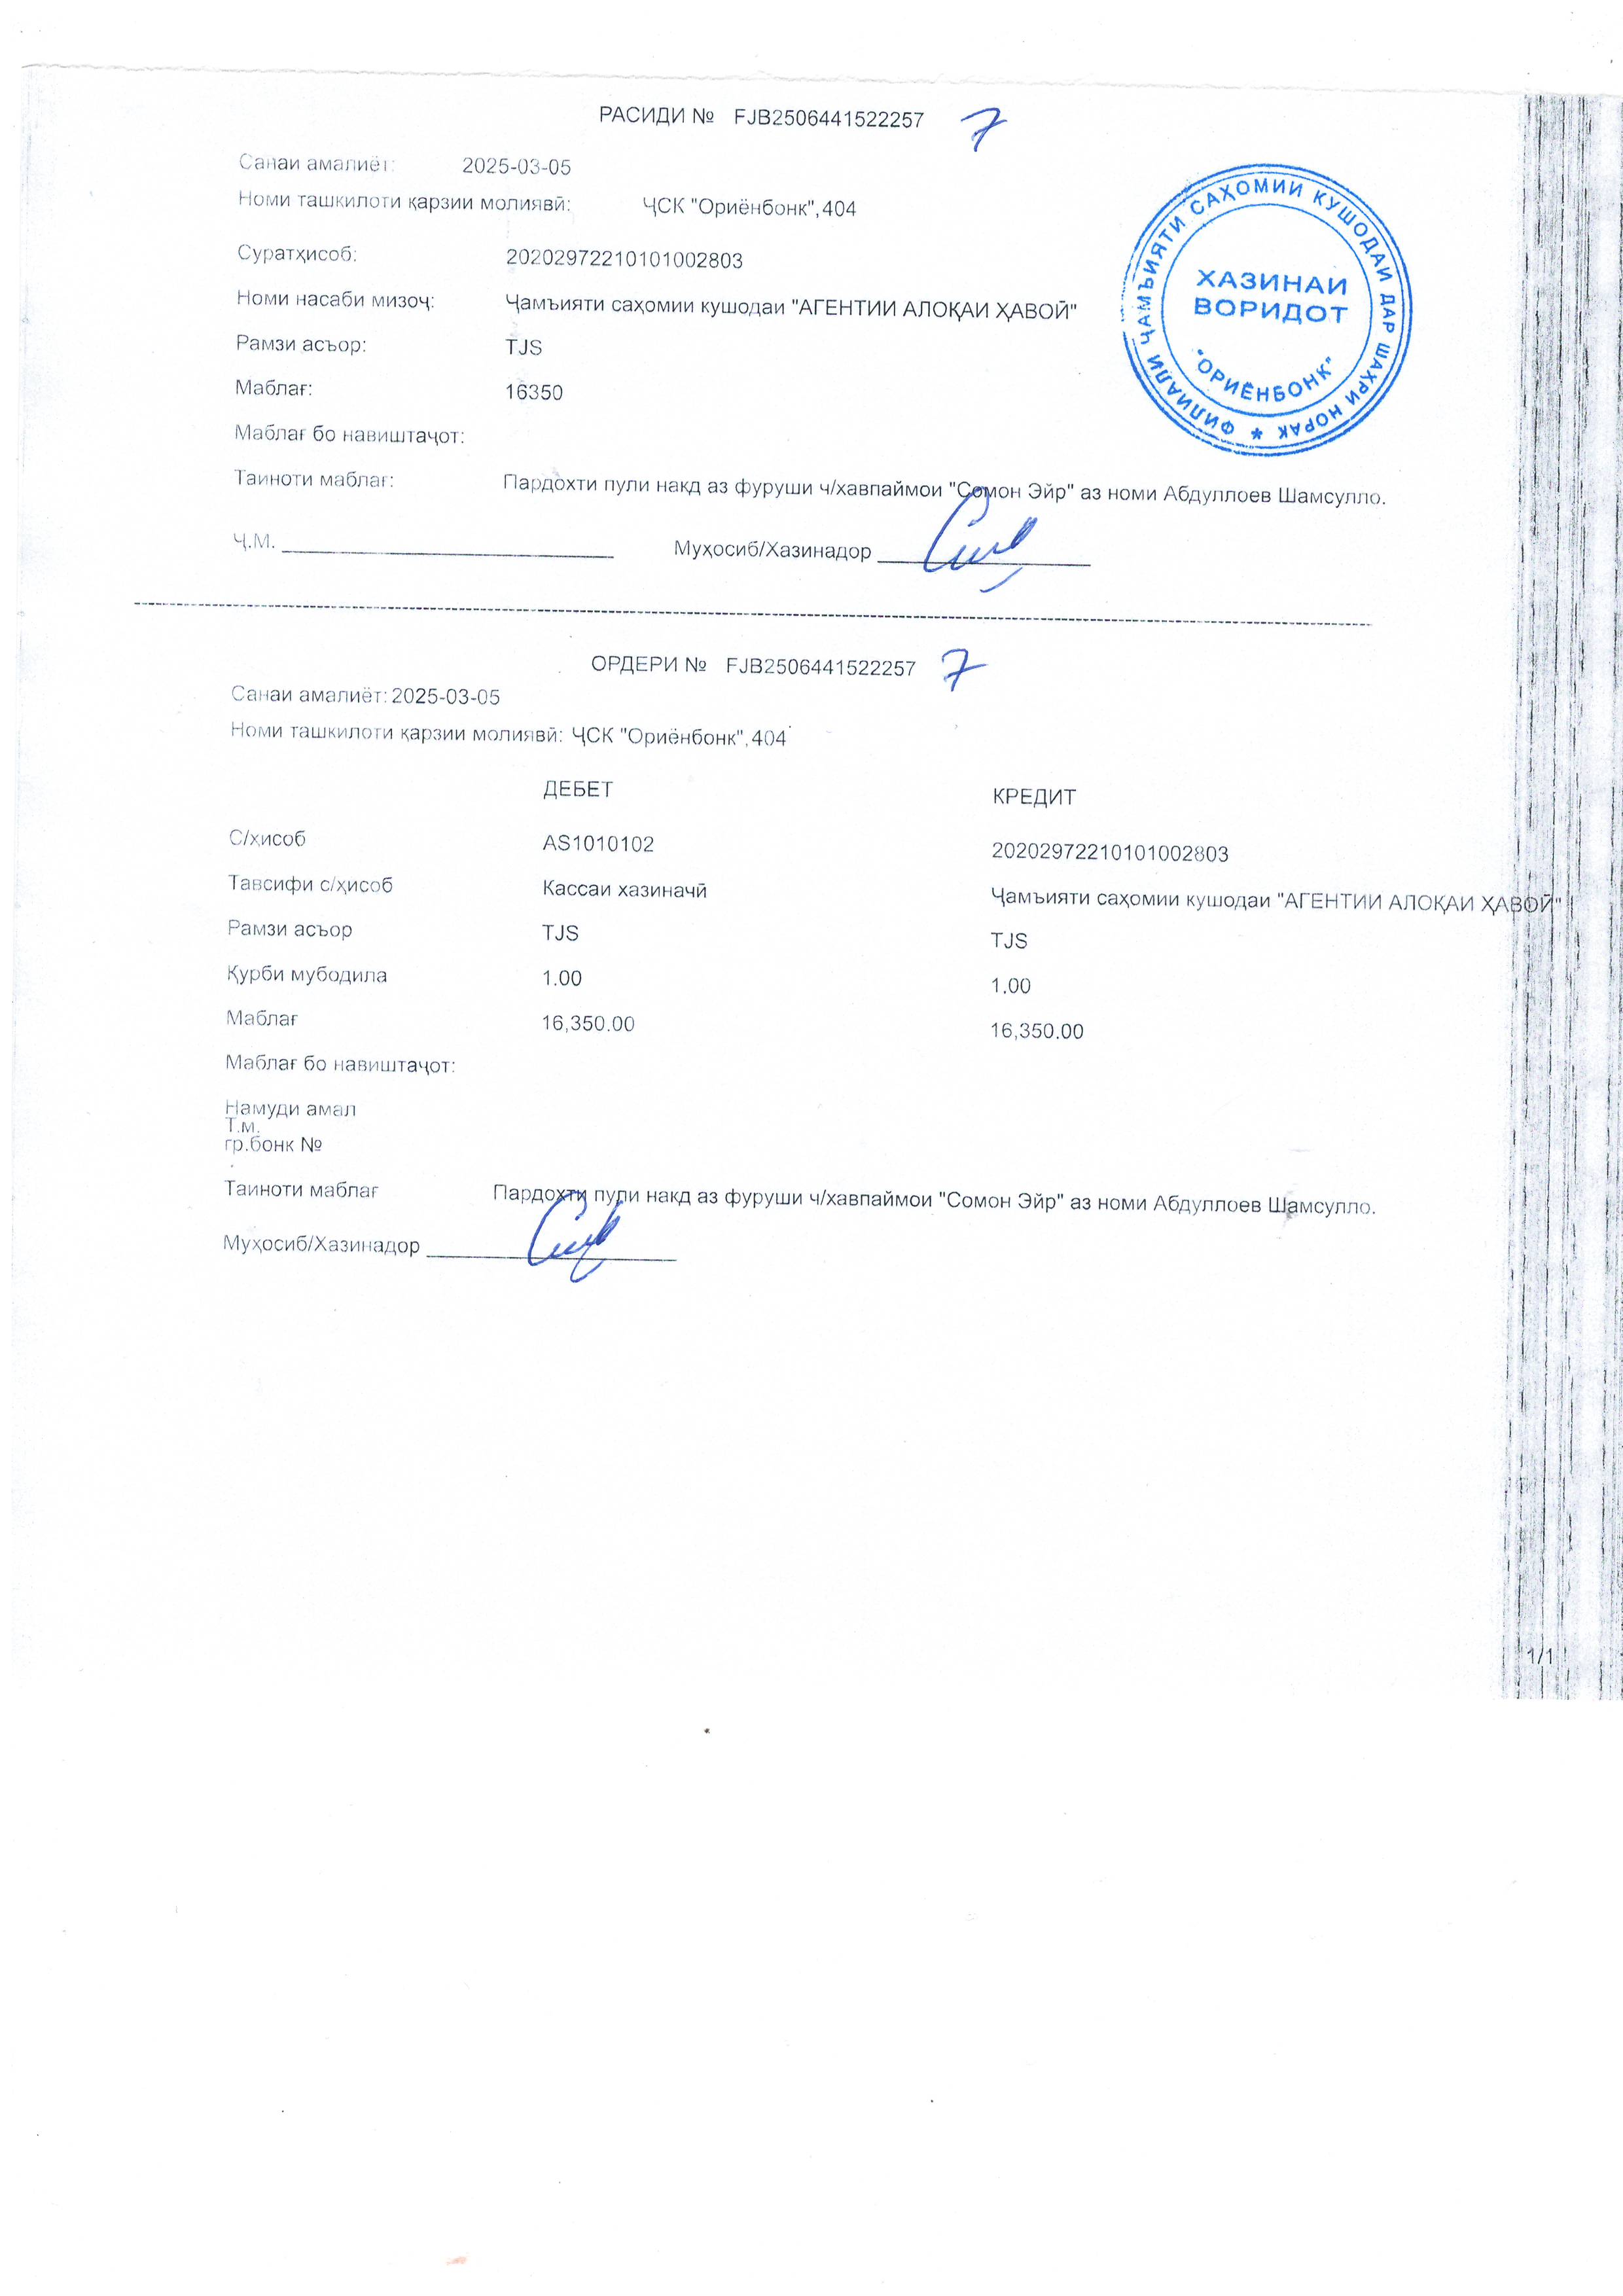 РАСИДИ № FJB2506441522257 7
Санаи амалиёт: 2025-03-05
Номи ташкилоти қарзии молиявӣ: ҶСК "Ориёнбонк",404
Суратҳисоб: 20202972210101002803
Номи насаби мизоҷ: Ҷамъияти саҳомии кушодаи "АГЕНТИИ АЛОҚАИ ҲАВОӢ"
Рамзи асъор: TJS
Маблағ: 16350
Маблағ бо навиштаҷот:
Таиноти маблағ: Пардохти пули накд аз фуруши ч/хавпаймои "Сомон Эйр" аз номи Абдуллоев Шамсулло.
Ҷ.М. Муҳосиб/Хазинадор
ФИЛИАЛИ ҶАМЪИЯТИ САҲОМИИ КУШОДАИ ДАР ШАҲРИ НОРАК *
ХАЗИНАИ
ВОРИДОТ
"ОРИЁНБОНК"
ОРДЕРИ № FJB2506441522257 7
Санаи амалиёт: 2025-03-05
Номи ташкилоти қарзии молиявӣ: ҶСК "Ориёнбонк",404
ДЕБЕТ КРЕДИТ
С/ҳисоб AS1010102 20202972210101002803
Тавсифи с/ҳисоб Кассаи хазиначӣ Ҷамъияти саҳомии кушодаи "АГЕНТИИ АЛОҚАИ ҲАВОӢ"
Рамзи асъор TJS TJS
Қурби мубодила 1.00 1.00
Маблағ 16,350.00 16,350.00
Маблағ бо навиштаҷот:
Намуди амал
Т.м.
гр.бонк №
Таиноти маблағ Пардохти пули накд аз фуруши ч/хавпаймои "Сомон Эйр" аз номи Абдуллоев Шамсулло.
Муҳосиб/Хазинадор
1/1